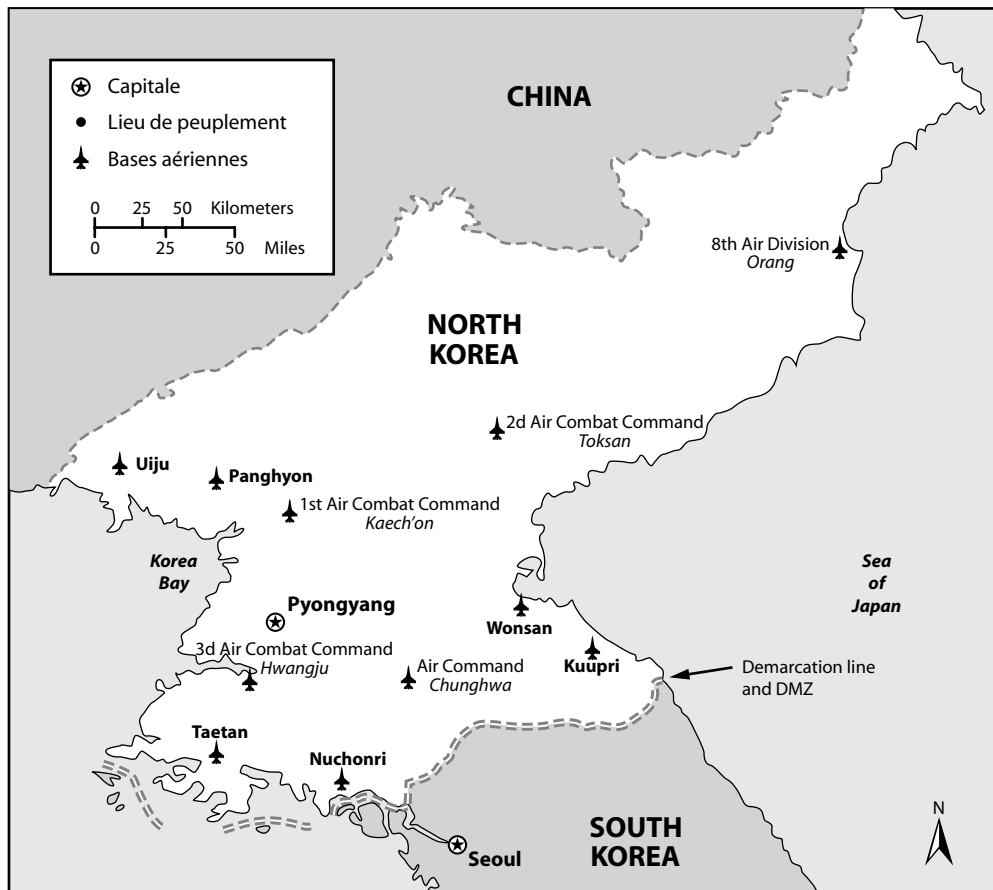 Capitale
Lieu de peuplement
Bases aériennes
0 25 50 Kilometers
0 25 50 Miles
CHINA
8th Air Division
Orang
NORTH
KOREA
2d Air Combat Command
Toksan
Uiju
Panghyon
1st Air Combat Command
Kaech’on
Korea
Bay
Sea
of
Japan
Pyongyang
Wonsan
3d Air Combat Command
Hwangju
Air Command
Chunghwa
Kuupri
Demarcation line
and DMZ
Taetan
Nuchonri
N
SOUTH
KOREA
Seoul